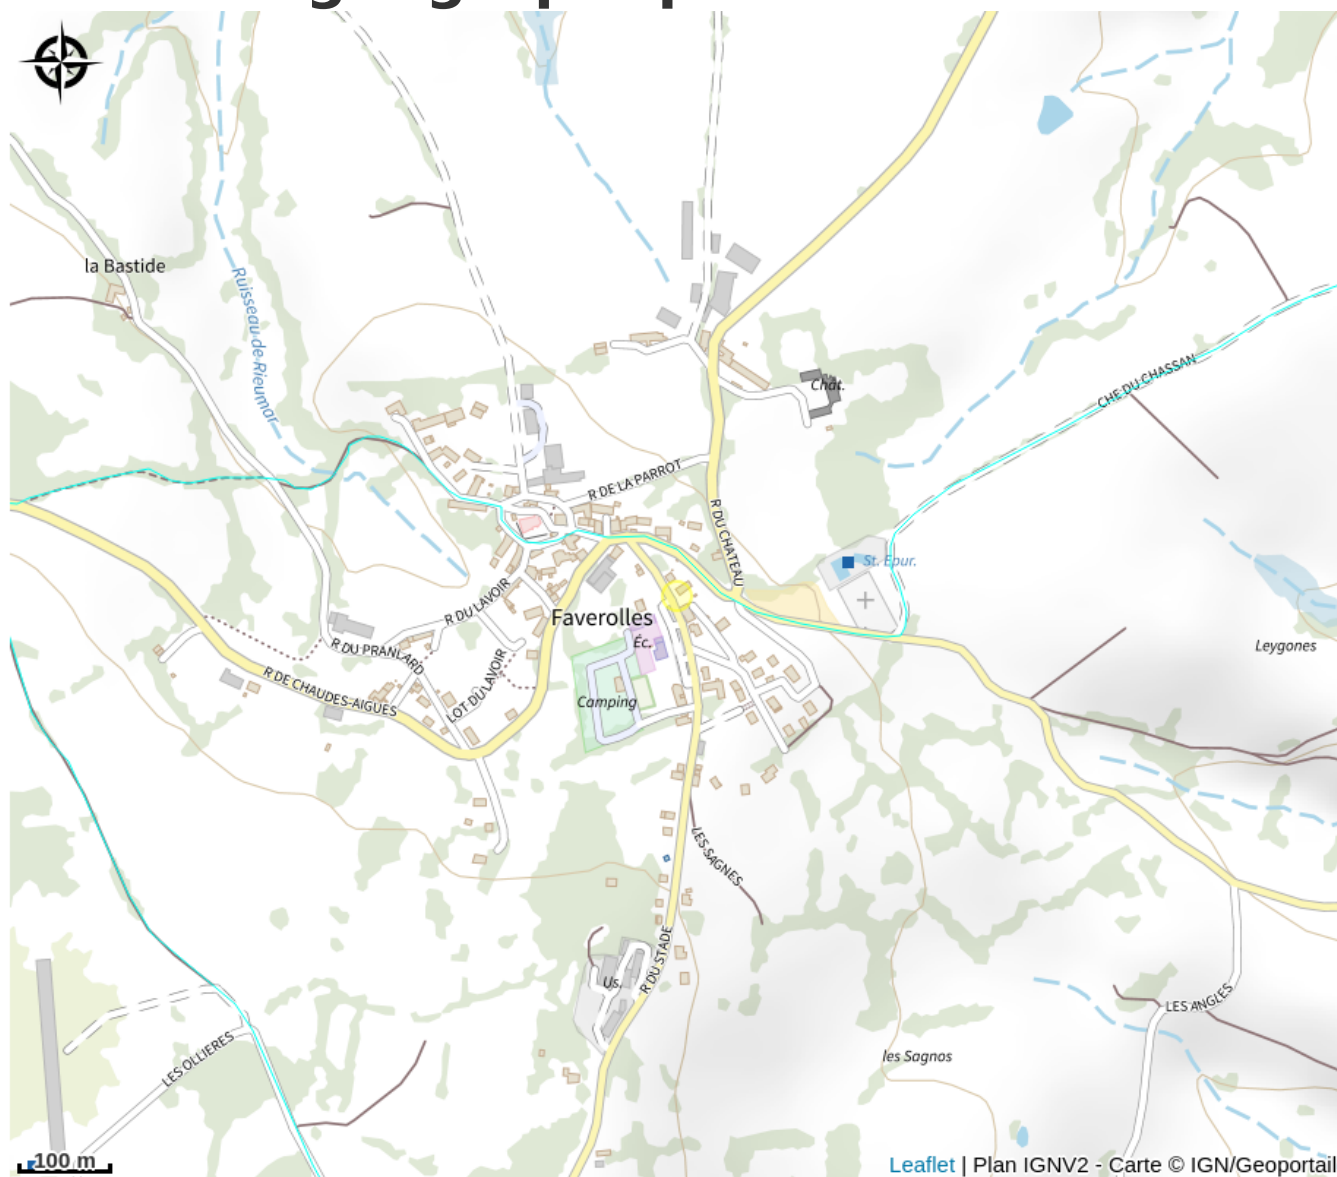 la Bastide
Ruisseau de Rieumar
Chât.
CHE DU CHASSAN
R DE LA PARROT
R DU CHATEAU
St. Epur.
R DU LAVOIR
Faverolles
Éc.
Leygones
R DU PRANLARD
R DE CHAUDES-AIGUES
LOT DU LAVOIR
Camping
LES SAGNES
R DU STADE
Us.
LES ANGLES
LES OLLIERES
les Sagnos
100 m
Leaflet | Plan IGNV2 - Carte © IGN/Geoportail